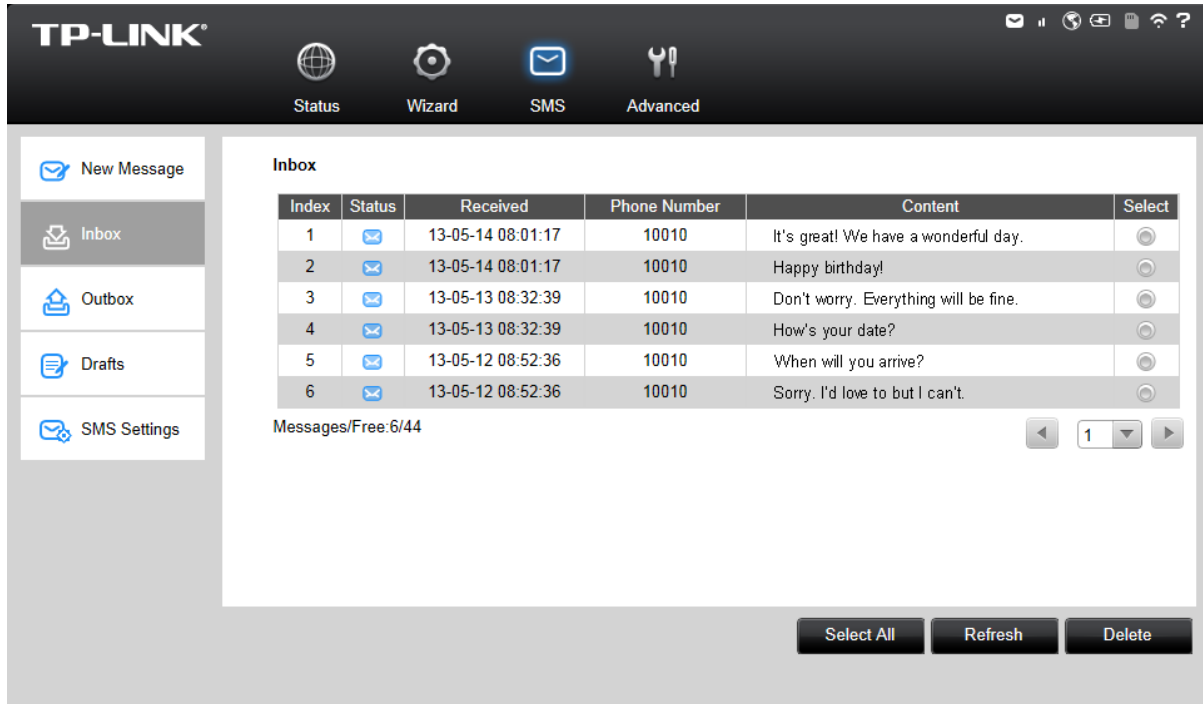 TP-LINK®
?
Status Wizard SMS Advanced
New Message
Inbox
Outbox
Drafts
SMS Settings
Inbox
Index Status Received Phone Number Content Select
1 13-05-14 08:01:17 10010 It's great! We have a wonderful day.
2 13-05-14 08:01:17 10010 Happy birthday!
3 13-05-13 08:32:39 10010 Don't worry. Everything will be fine.
4 13-05-13 08:32:39 10010 How's your date?
5 13-05-12 08:52:36 10010 When will you arrive?
6 13-05-12 08:52:36 10010 Sorry. I'd love to but I can't.
Messages/Free:6/44
1
Select All Refresh Delete